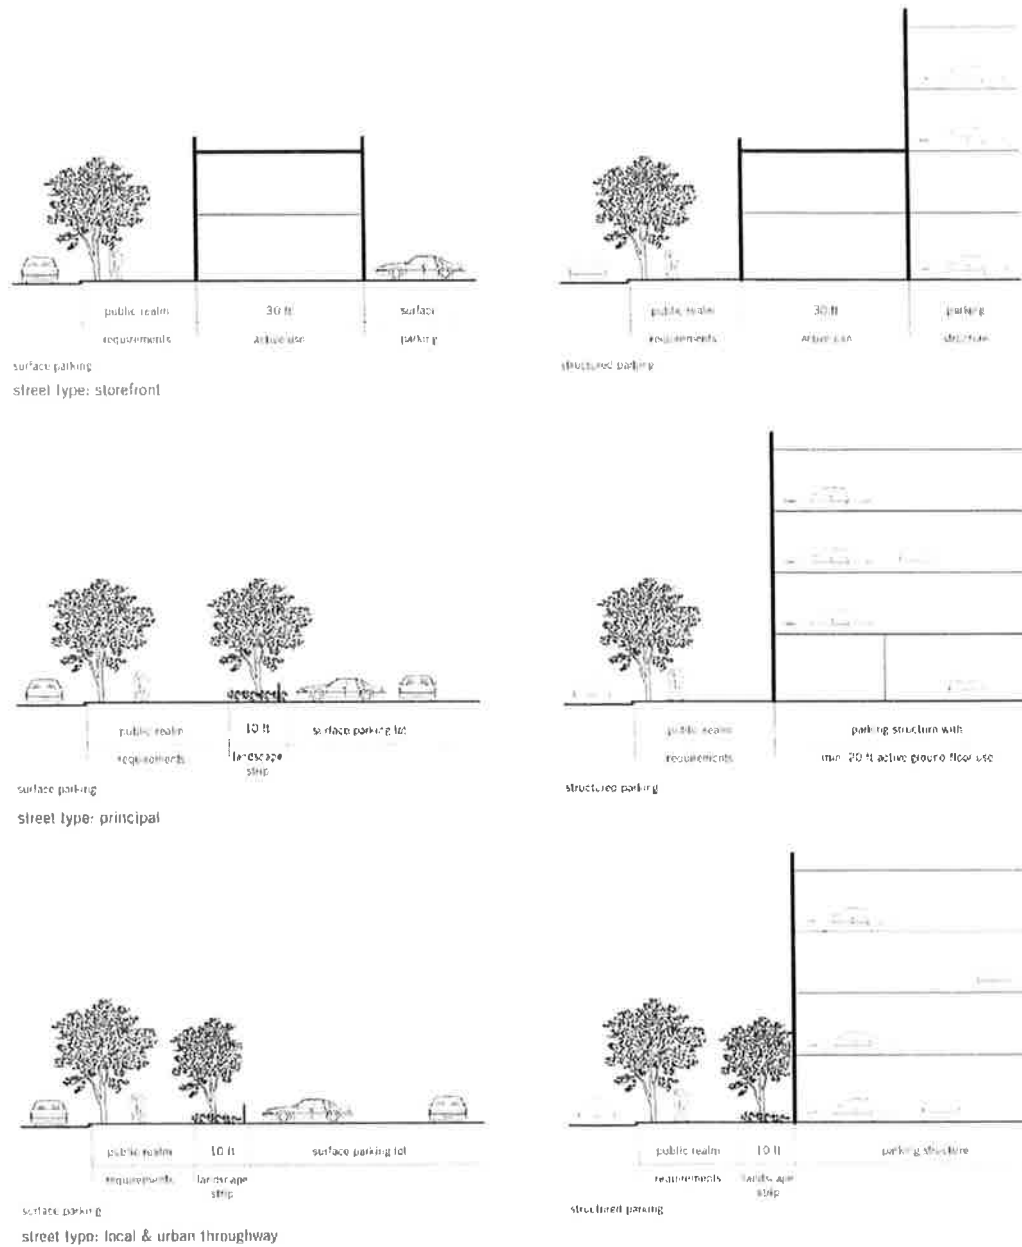 public realm
requirements
30 ft
active use
surface
parking
surface parking
street type: storefront
public realm
requirements
30 ft
active use
parking
structure
structured parking
public realm
requirements
10 ft
landscape
strip
surface parking lot
surface parking
street type: principal
public realm
requirements
parking structure with
min. 20 ft active ground floor use
structured parking
public realm
requirements
10 ft
landscape
strip
surface parking lot
surface parking
street type: local & urban throughway
public realm
requirements
10 ft
landscape
strip
parking structure
structured parking